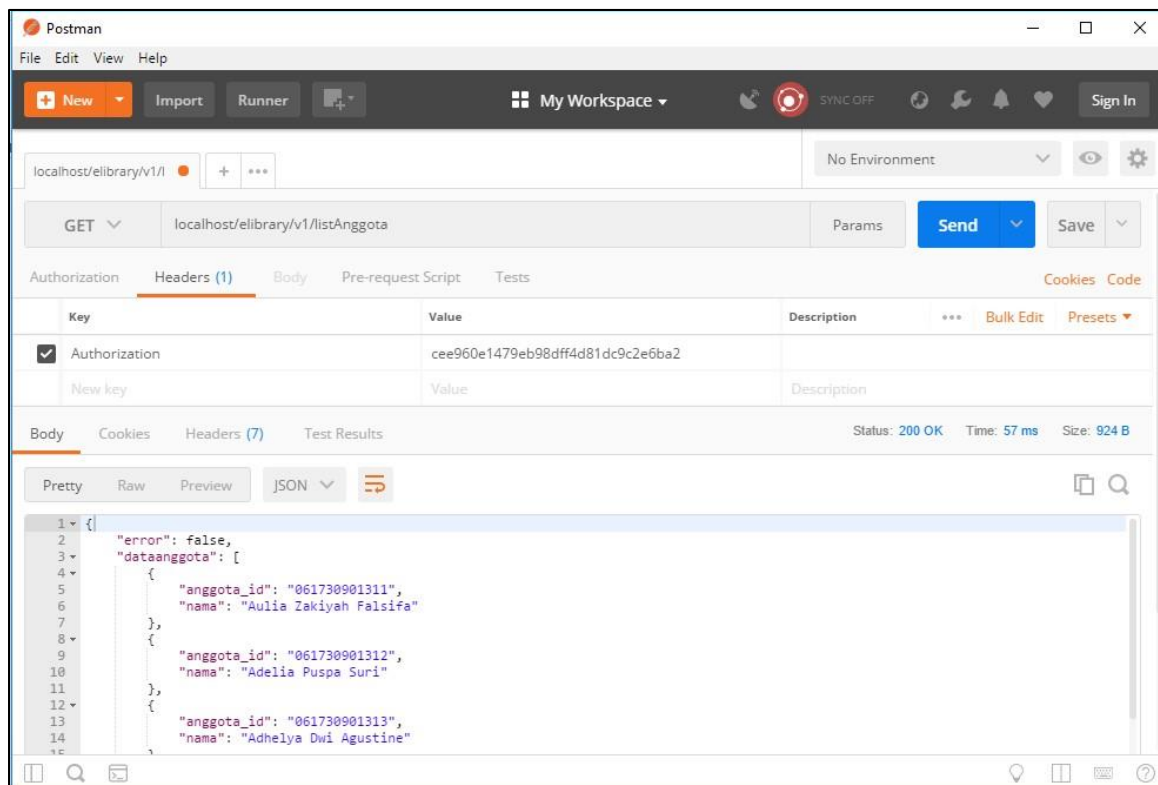 Postman
File Edit View Help
New Import Runner My Workspace SYNC OFF Sign In
localhost/elibrary/v1/l + ••• No Environment
GET localhost/elibrary/v1/listAnggota Params Send Save
Authorization Headers (1) Body Pre-request Script Tests Cookies Code
Key Value Description ••• Bulk Edit Presets
Authorization cee960e1479eb98dff4d81dc9c2e6ba2
New key Value Description
Body Cookies Headers (7) Test Results Status: 200 OK Time: 57 ms Size: 924 B
Pretty Raw Preview JSON
1 {
2 "error": false,
3 "dataanggota": [
4 {
5 "anggota_id": "061730901311",
6 "nama": "Aulia Zakiyah Falsifa"
7 },
8 {
9 "anggota_id": "061730901312",
10 "nama": "Adelia Puspa Suri"
11 },
12 {
13 "anggota_id": "061730901313",
14 "nama": "Adhelya Dwi Agustine"
15 }